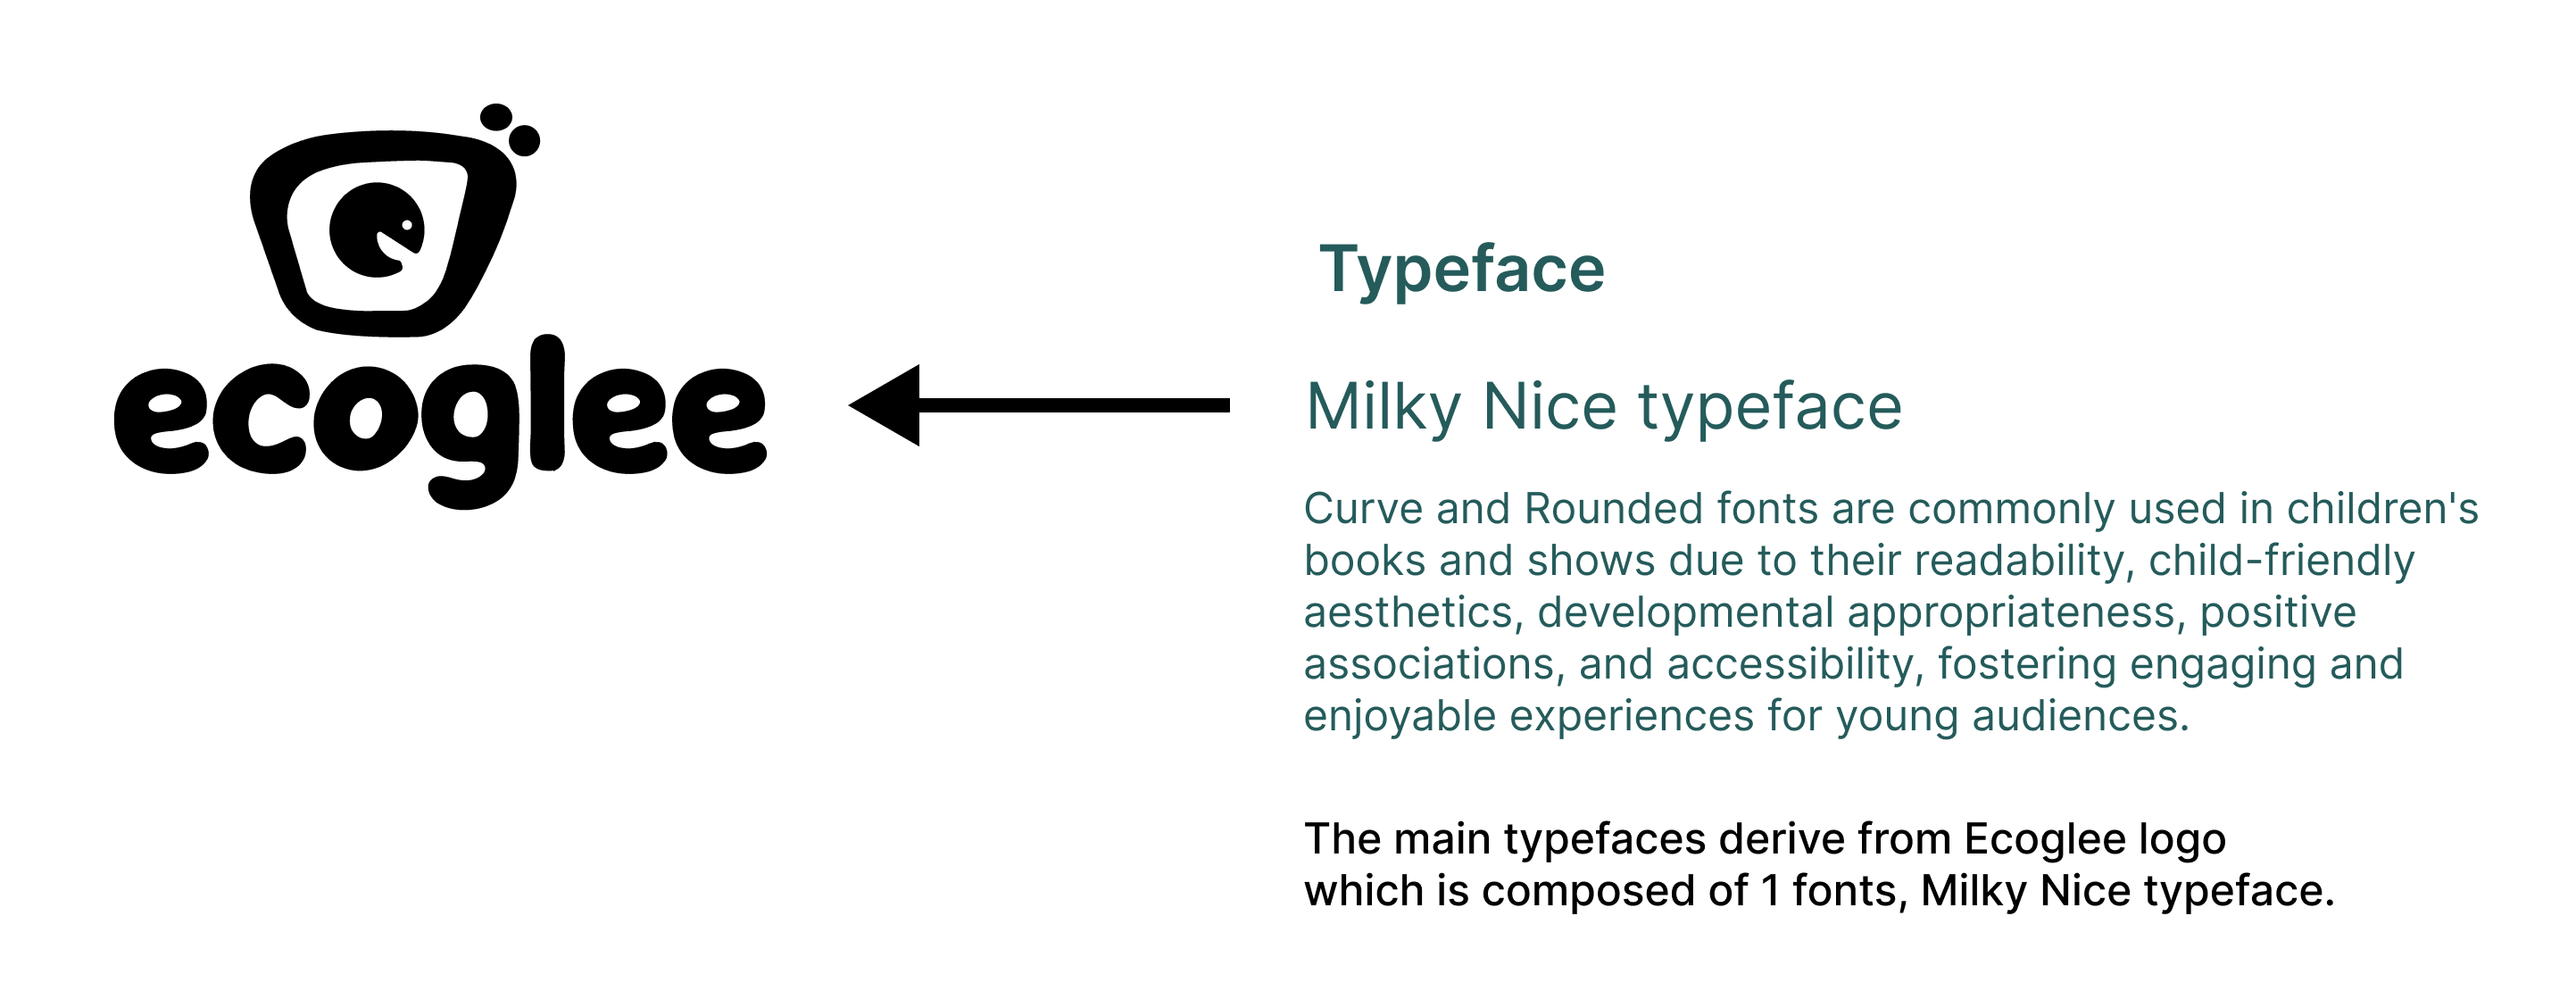 ecoglee
Typeface
Milky Nice typeface
Curve and Rounded fonts are commonly used in children's
books and shows due to their readability, child-friendly
aesthetics, developmental appropriateness, positive
associations, and accessibility, fostering engaging and
enjoyable experiences for young audiences.
The main typefaces derive from Ecoglee logo
which is composed of 1 fonts, Milky Nice typeface.